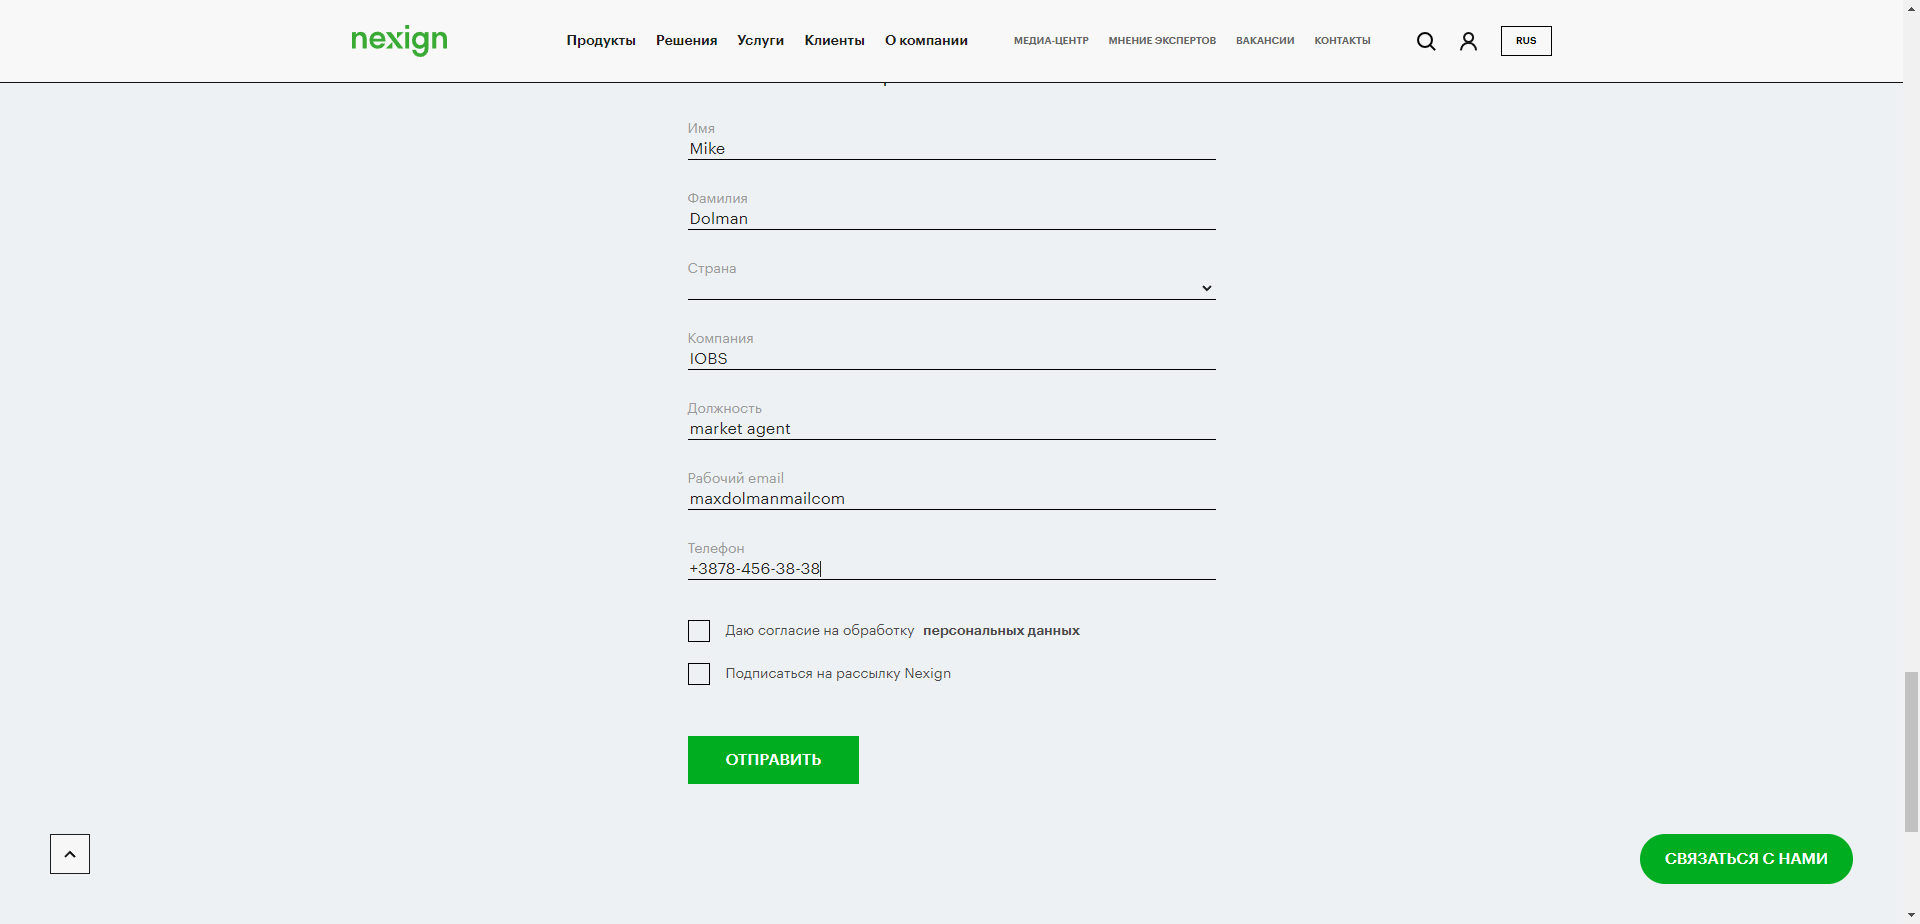 nexign
Продукты Решения Услуги Клиенты О компании МЕДИА-ЦЕНТР МНЕНИЕ ЭКСПЕРТОВ ВАКАНСИИ КОНТАКТЫ RUS
Имя
Mike
Фамилия
Dolman
Страна
Компания
IOBS
Должность
market agent
Рабочий email
maxdolmanmailcom
Телефон
+3878-456-38-38
Даю согласие на обработку персональных данных
Подписаться на рассылку Nexign
ОТПРАВИТЬ
СВЯЗАТЬСЯ С НАМИ